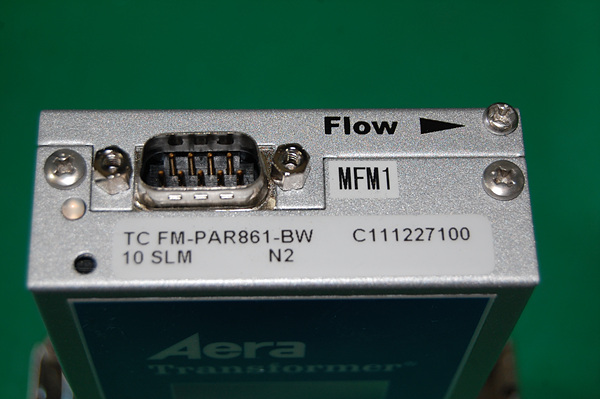 Flow
MFM1
TC FM-PAR861-BW C111227100
10 SLM N2
Aera
Transformer®